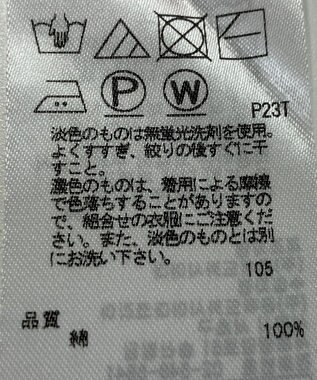 P W P23T
淡色のものは無蛍光洗剤を使用。
よくすすぎ、絞りの後すぐに干
すこと。
濃色のものは、着用による摩擦
で色落ちすることがありますの
で、組合せの衣服にご注意くだ
さい。また、淡色のものとは別
にお洗い下さい。
105
品質
綿 100%